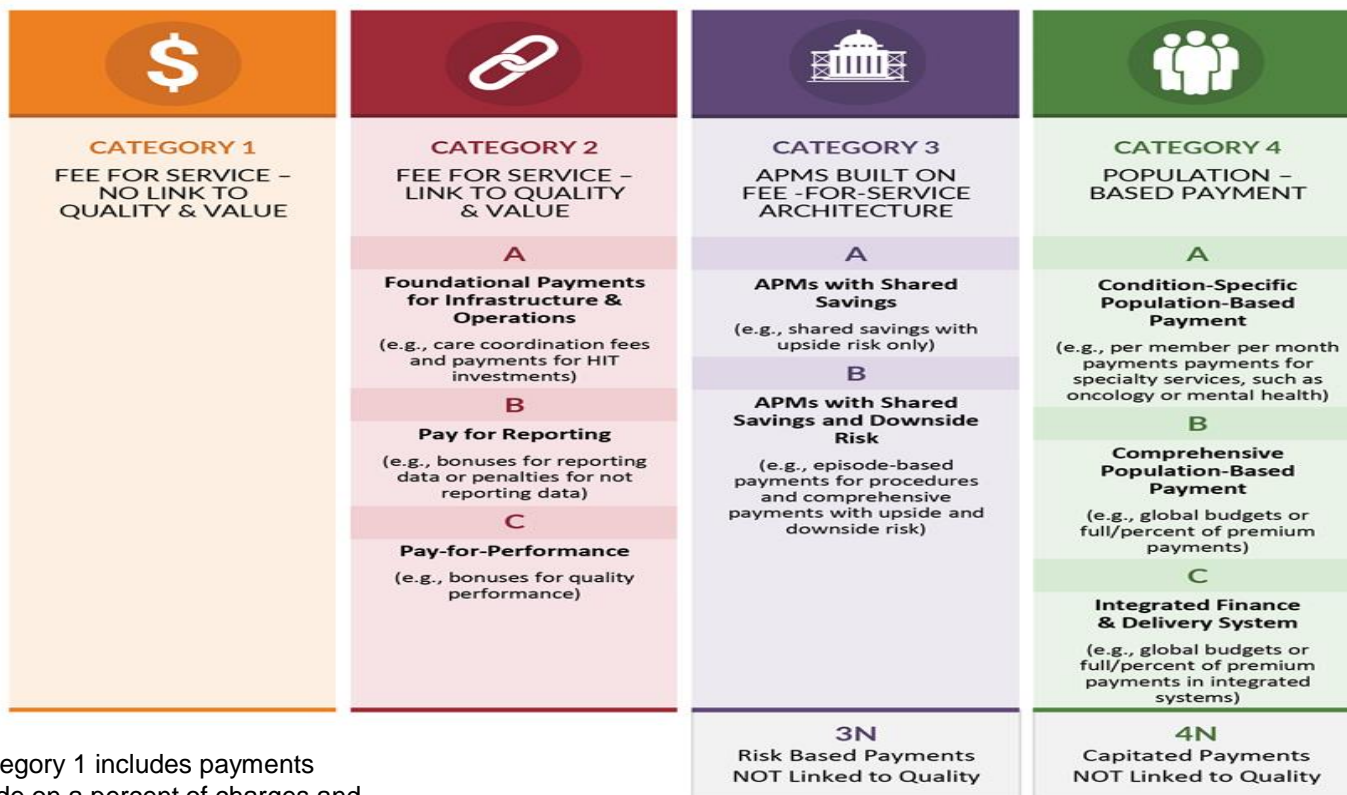 $
CATEGORY 1
FEE FOR SERVICE –
NO LINK TO
QUALITY & VALUE
CATEGORY 2
FEE FOR SERVICE –
LINK TO QUALITY
& VALUE
A
Foundational Payments
for Infrastructure &
Operations
(e.g., care coordination fees
and payments for HIT
investments)
B
Pay for Reporting
(e.g., bonuses for reporting
data or penalties for not
reporting data)
C
Pay-for-Performance
(e.g., bonuses for quality
performance)
CATEGORY 3
APMS BUILT ON
FEE -FOR-SERVICE
ARCHITECTURE
A
APMs with Shared
Savings
(e.g., shared savings with
upside risk only)
B
APMs with Shared
Savings and Downside
Risk
(e.g., episode-based
payments for procedures
and comprehensive
payments with upside and
downside risk)
3N
Risk Based Payments
NOT Linked to Quality
CATEGORY 4
POPULATION –
BASED PAYMENT
A
Condition-Specific
Population-Based
Payment
(e.g., per member per month
payments payments for
specialty services, such as
oncology or mental health)
B
Comprehensive
Population-Based
Payment
(e.g., global budgets or
full/percent of premium
payments)
C
Integrated Finance
& Delivery System
(e.g., global budgets or
full/percent of premium
payments in integrated
systems)
4N
Capitated Payments
NOT Linked to Quality
egory 1 includes payments
de on a percent of charges and